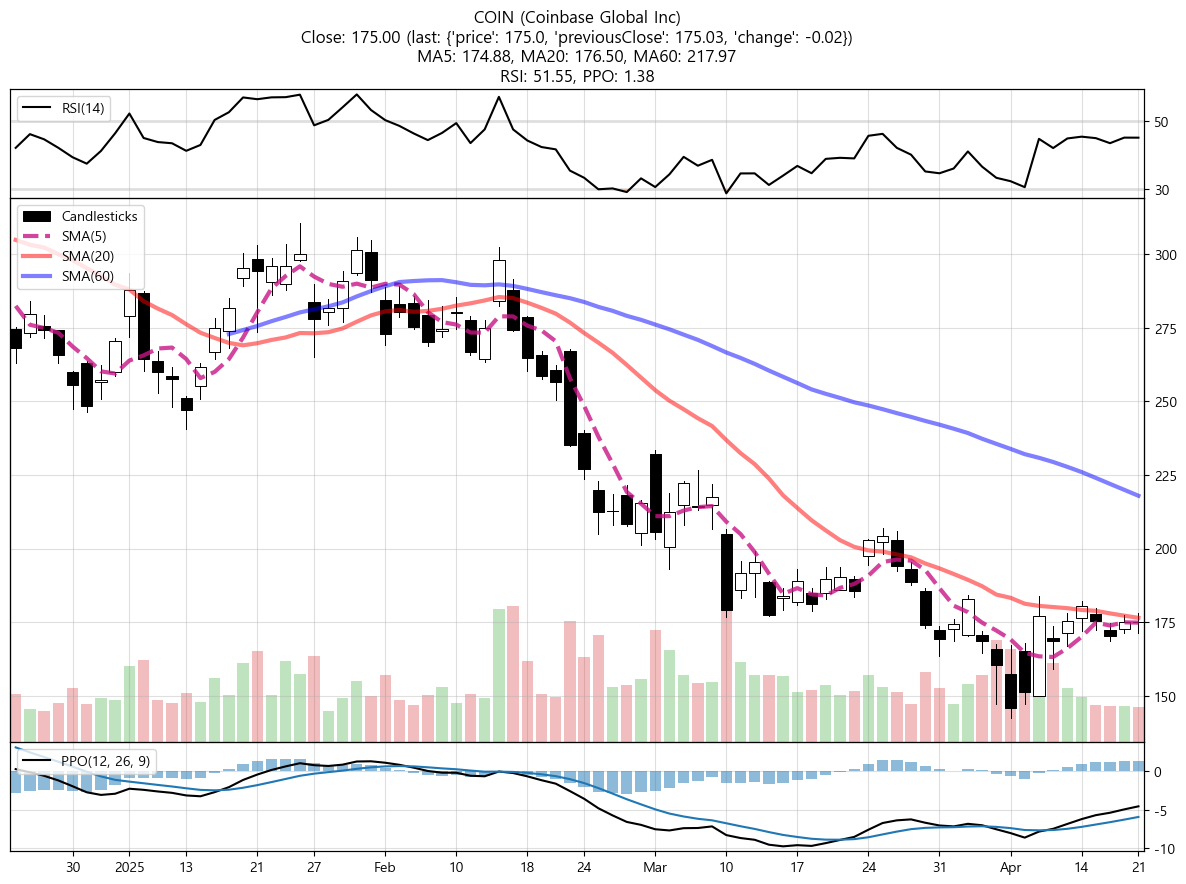 COIN (Coinbase Global Inc)
Close: 175.00 (last: {'price': 175.0, 'previousClose': 175.03, 'change': -0.02})
MA5: 174.88, MA20: 176.50, MA60: 217.97
RSI: 51.55, PPO: 1.38
RSI(14)
50
30
Candlesticks
SMA(5)
SMA(20)
SMA(60)
300
275
250
225
200
175
150
PPO(12, 26, 9)
0
-5
-10
30 2025 13 21 27 Feb 10 18 24 Mar 10 17 24 31 Apr 14 21